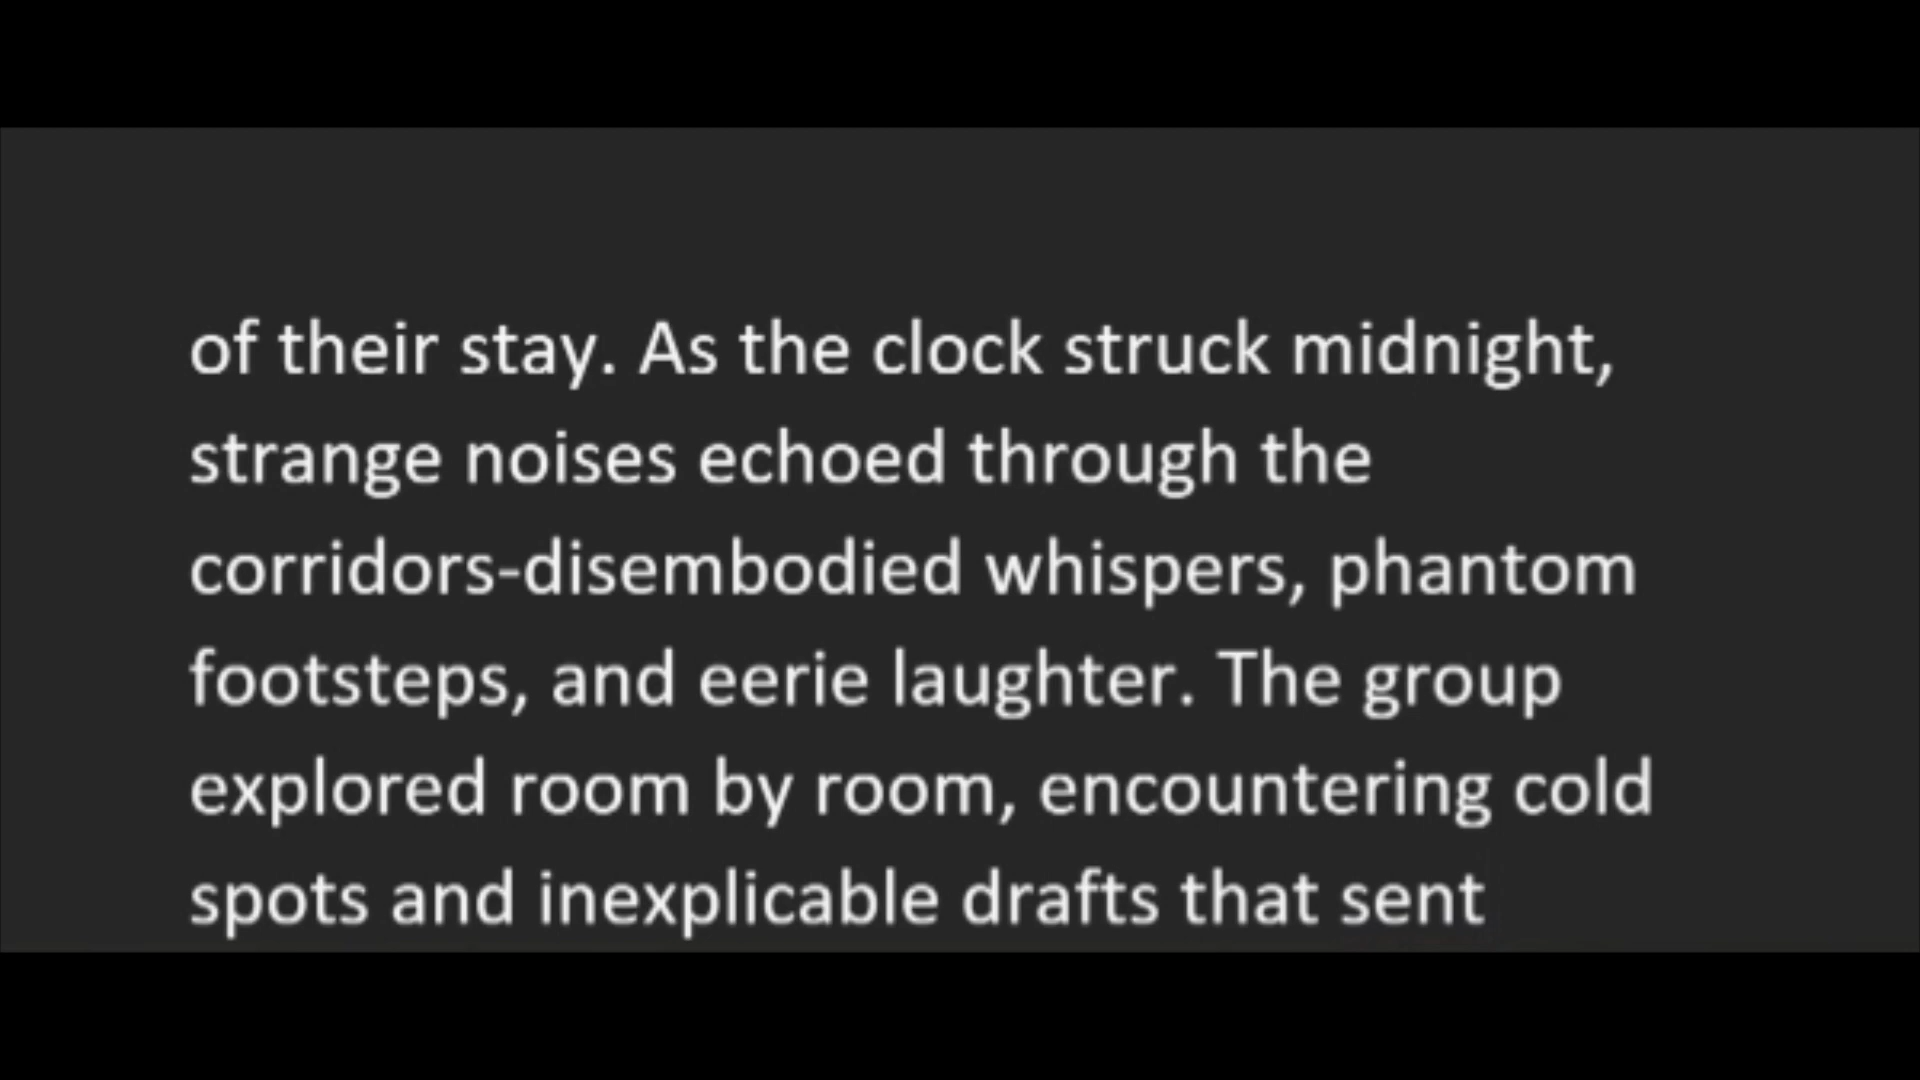 of their stay. As the clock struck midnight,
strange noises echoed through the
corridors-disembodied whispers, phantom
footsteps, and eerie laughter. The group
explored room by room, encountering cold
spots and inexplicable drafts that sent